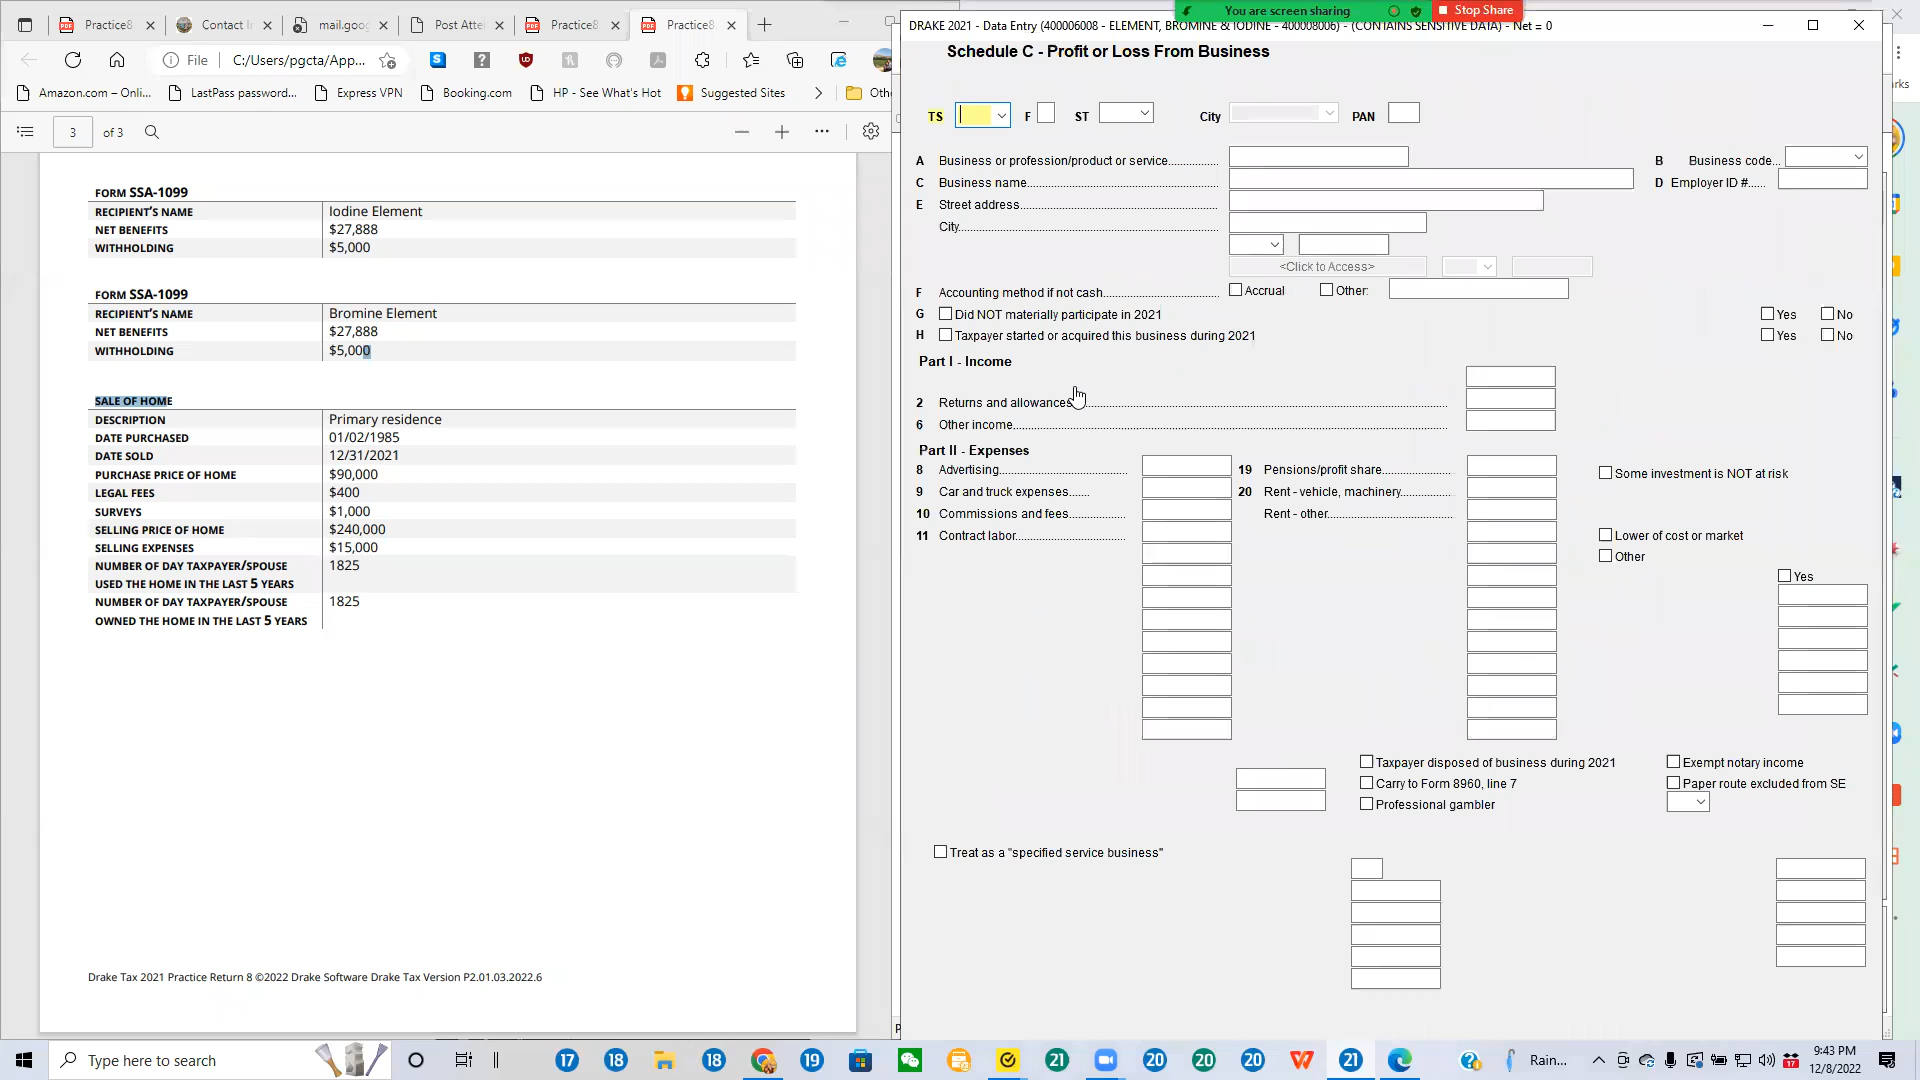 You are screen sharing
Stop Share
Practice8
Contact In
mail.goog
Post Atte
Practice8
Practice8.
DRAKE 2021 - Data Entry (400006008 - ELEMENT, BROMINE & IODINE - 400008006) - (CONTAINS SENSITIVE DATA) - Net = 0
File
C:/Users/pgcta/App...
Amazon.com – Onli...
LastPass password...
Express VPN
Booking.com
HP - See What's Hot
Suggested Sites
Oth
rks
3 of 3
FORM SSA-1099
RECIPIENT'S NAME Iodine Element
NET BENEFITS $27,888
WITHHOLDING $5,000
FORM SSA-1099
RECIPIENT'S NAME Bromine Element
NET BENEFITS $27,888
WITHHOLDING $5,000
SALE OF HOME
DESCRIPTION Primary residence
DATE PURCHASED 01/02/1985
DATE SOLD 12/31/2021
PURCHASE PRICE OF HOME $90,000
LEGAL FEES $400
SURVEYS $1,000
SELLING PRICE OF HOME $240,000
SELLING EXPENSES $15,000
NUMBER OF DAY TAXPAYER/SPOUSE 1825
USED THE HOME IN THE LAST 5 YEARS
NUMBER OF DAY TAXPAYER/SPOUSE 1825
OWNED THE HOME IN THE LAST 5 YEARS
Drake Tax 2021 Practice Return 8 ©2022 Drake Software Drake Tax Version P2.01.03.2022.6
Schedule C - Profit or Loss From Business
TS F ST City PAN
A Business or profession/product or service
B Business code...
C Business name
D Employer ID #......
E Street address
City
<Click to Access>
F Accounting method if not cash Accrual Other:
G Did NOT materially participate in 2021 Yes No
H Taxpayer started or acquired this business during 2021 Yes No
Part I - Income
2 Returns and allowances
6 Other income
Part II - Expenses
8 Advertising 19 Pensions/profit share
Some investment is NOT at risk
9 Car and truck expenses....... 20 Rent - vehicle, machinery
10 Commissions and fees Rent - other
11 Contract labor
Lower of cost or market
Other
Yes
Taxpayer disposed of business during 2021 Exempt notary income
Carry to Form 8960, line 7 Paper route excluded from SE
Professional gambler
Treat as a "specified service business"
Type here to search
17
18
18
19
21
20
20
20
21
Rain...
17
9:43 PM
12/8/2022